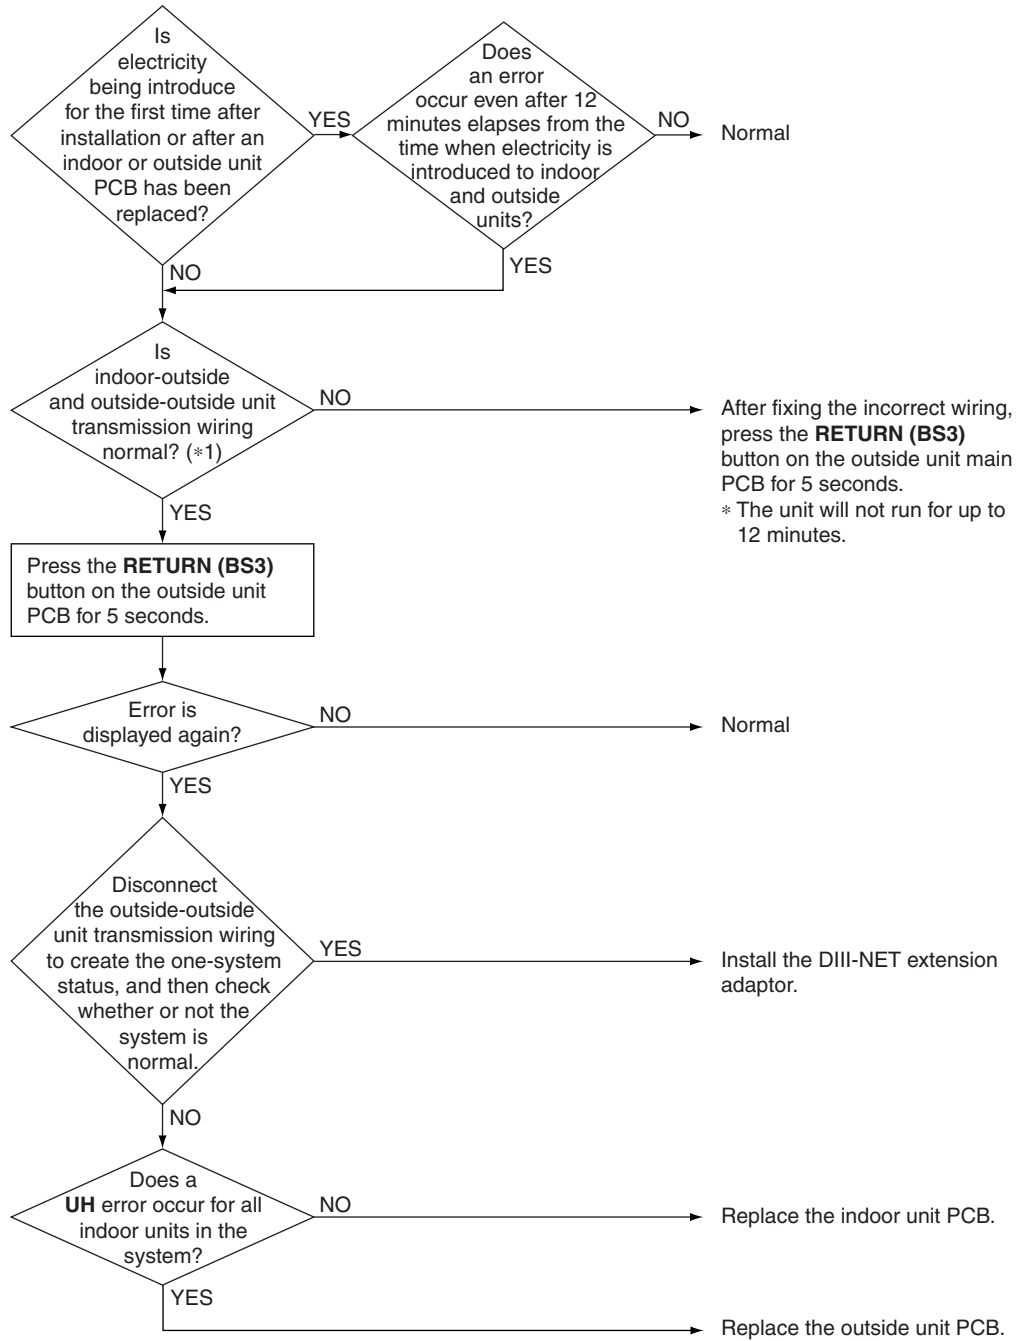 Is
electricity
being introduce
for the first time after
installation or after an
indoor or outside unit
PCB has been
replaced?
YES
Does
an error
occur even after 12
minutes elapses from the
time when electricity is
introduced to indoor
and outside
units?
NO
Normal
NO
YES
Is
indoor-outside
and outside-outside unit
transmission wiring
normal? (∗1)
NO
After fixing the incorrect wiring,
press the RETURN (BS3)
button on the outside unit main
PCB for 5 seconds.
∗ The unit will not run for up to
12 minutes.
YES
Press the RETURN (BS3)
button on the outside unit
PCB for 5 seconds.
Error is
displayed again?
NO
Normal
YES
Disconnect
the outside-outside
unit transmission wiring
to create the one-system
status, and then check
whether or not the
system is
normal.
YES
Install the DIII-NET extension
adaptor.
NO
Does a
UH error occur for all
indoor units in the
system?
NO
Replace the indoor unit PCB.
YES
Replace the outside unit PCB.